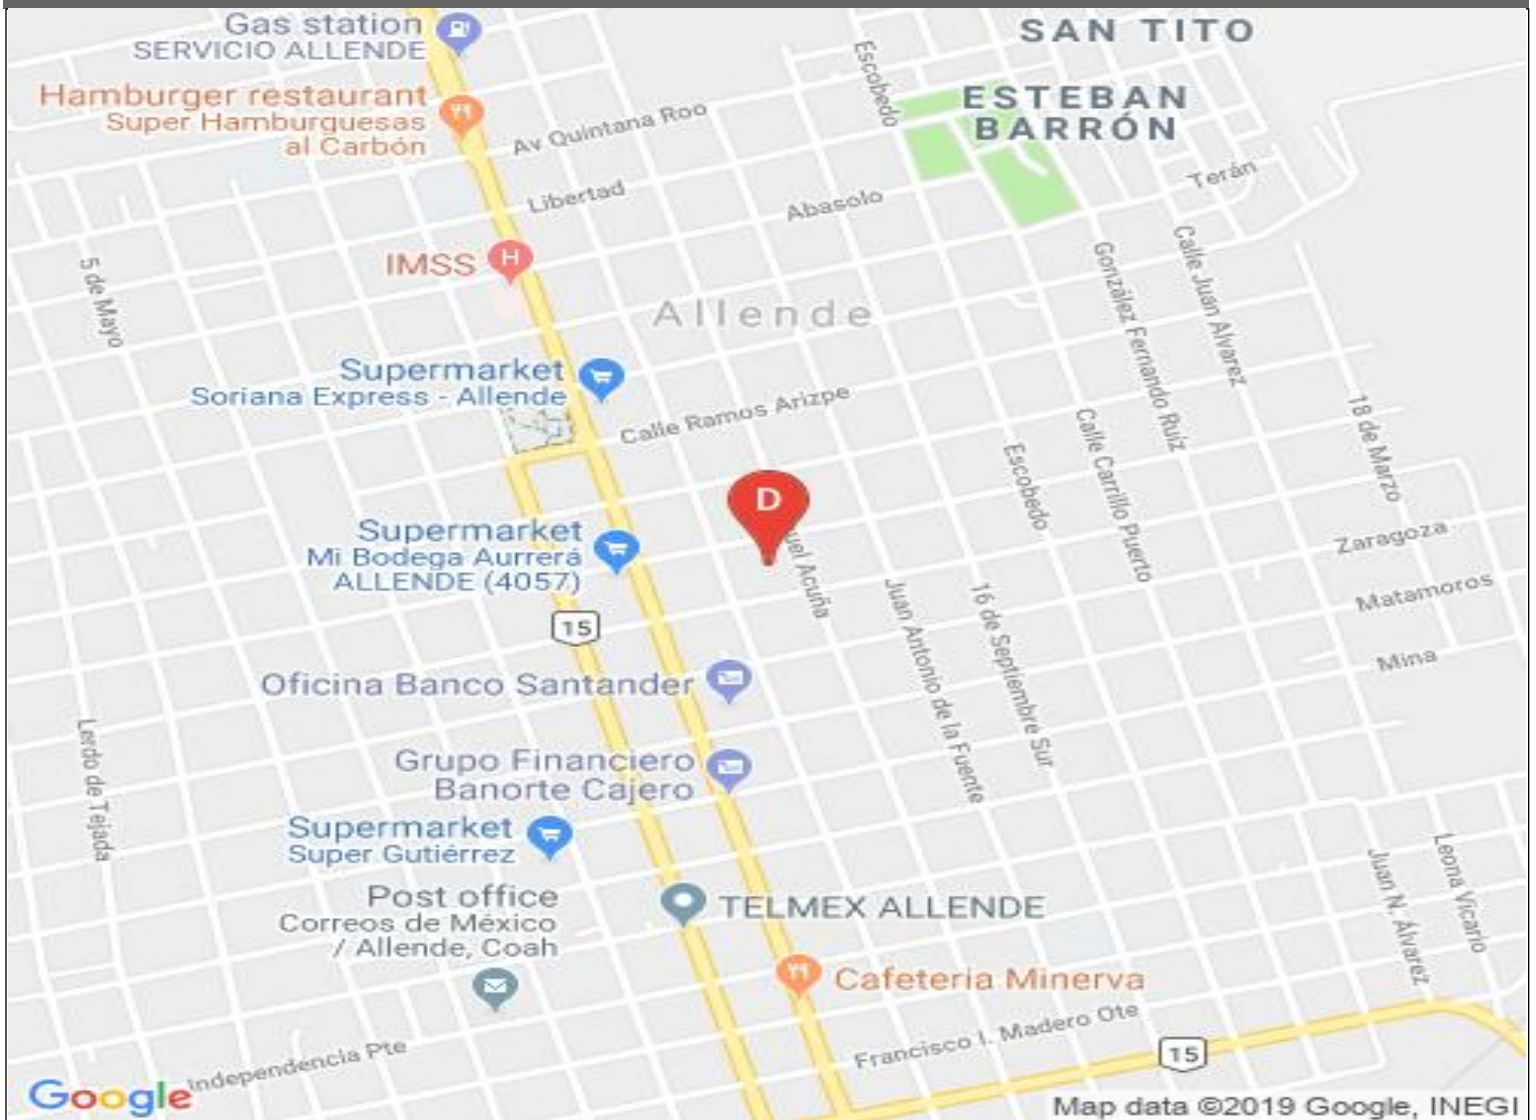 Gas station
SERVICIO ALLENDE
SAN TITO
Escobedo
Hamburger restaurant
Super Hamburguesas
al Carbón
ESTEBAN
BARRÓN
Av Quintana Roo
Terán
Libertad
Abasolo
5 de Mayo
IMSS
H
González Fernando Ruiz
Calle Juan Alvarez
Allende
Supermarket
Soriana Express - Allende
Calle Ramos Arizpe
18 de Marzo
Calle Carrillo Puerto
Escobedo
D
Supermarket
Mi Bodega Aurrerá
ALLENDE (4057)
uel Acuña
Zaragoza
Matamoros
15
Juan Antonio de la Fuente
16 de Septiembre Sur
Mina
Oficina Banco Santander
Lerdo de Tejada
Grupo Financiero
Banorte Cajero
Supermarket
Super Gutiérrez
Leona Vicario
Juan N. Álvarez
Post office
Correos de México
/ Allende, Coah
TELMEX ALLENDE
Cafeteria Minerva
Francisco I. Madero Ote
15
Independencia Pte
Google
Map data ©2019 Google, INEGI